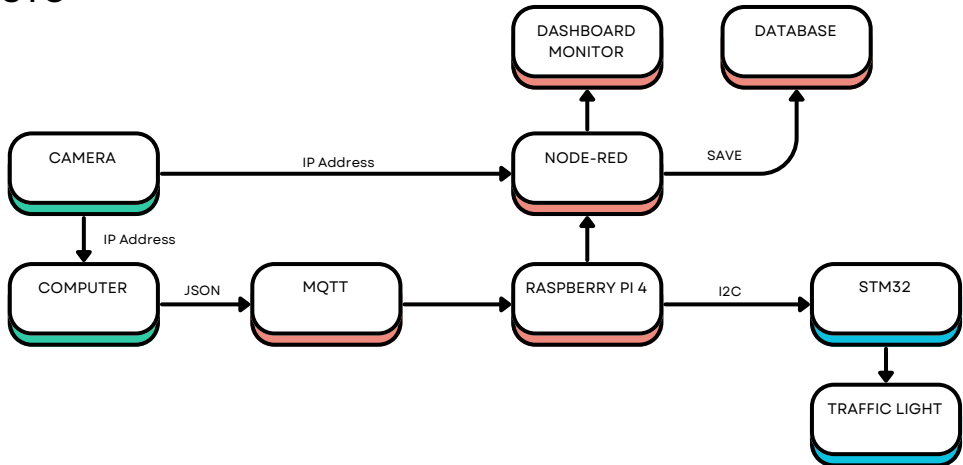 DASHBOARD
MONITOR
DATABASE
CAMERA
IP Address
NODE-RED
SAVE
IP Address
COMPUTER
JSON
MQTT
RASPBERRY PI 4
I2C
STM32
TRAFFIC LIGHT